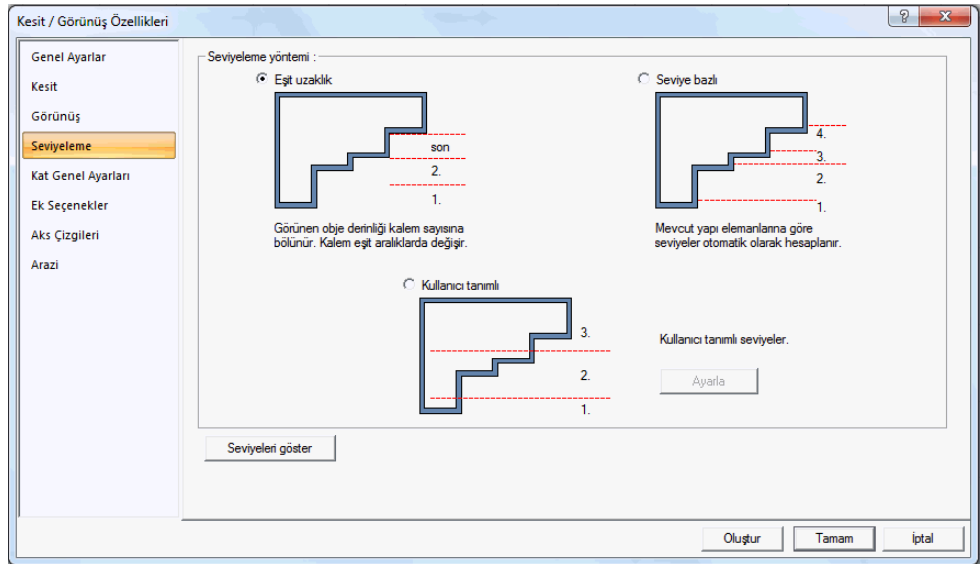 Kesit / Görünüş Özellikleri
Genel Ayarlar
Kesit
Görünüş
Seviyeleme
Kat Genel Ayarları
Ek Seçenekler
Aks Çizgileri
Arazi
Seviyeleme yöntemi :
Eşit uzaklık
son
2.
1.
Görünen obje derinliği kalem sayısına
bölünür. Kalem eşit aralıklarda değişir.
Seviye bazlı
4.
3.
2.
1.
Mevcut yapı elemanlarına göre
seviyeler otomatik olarak hesaplanır.
Kullanıcı tanımlı
3.
2.
1.
Kullanıcı tanımlı seviyeler.
Ayarla
Seviyeleri göster
Oluştur
Tamam
İptal